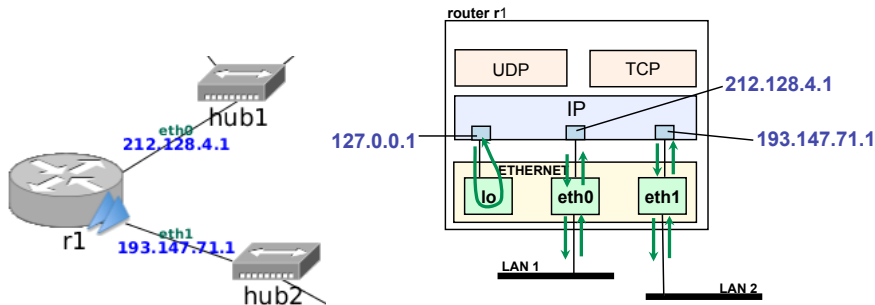 hub1
eth0
212.128.4.1
r1
eth1
193.147.71.1
hub2
router r1
UDP
TCP
IP
212.128.4.1
127.0.0.1
193.147.71.1
ETHERNET
lo
eth0
eth1
LAN 1
LAN 2